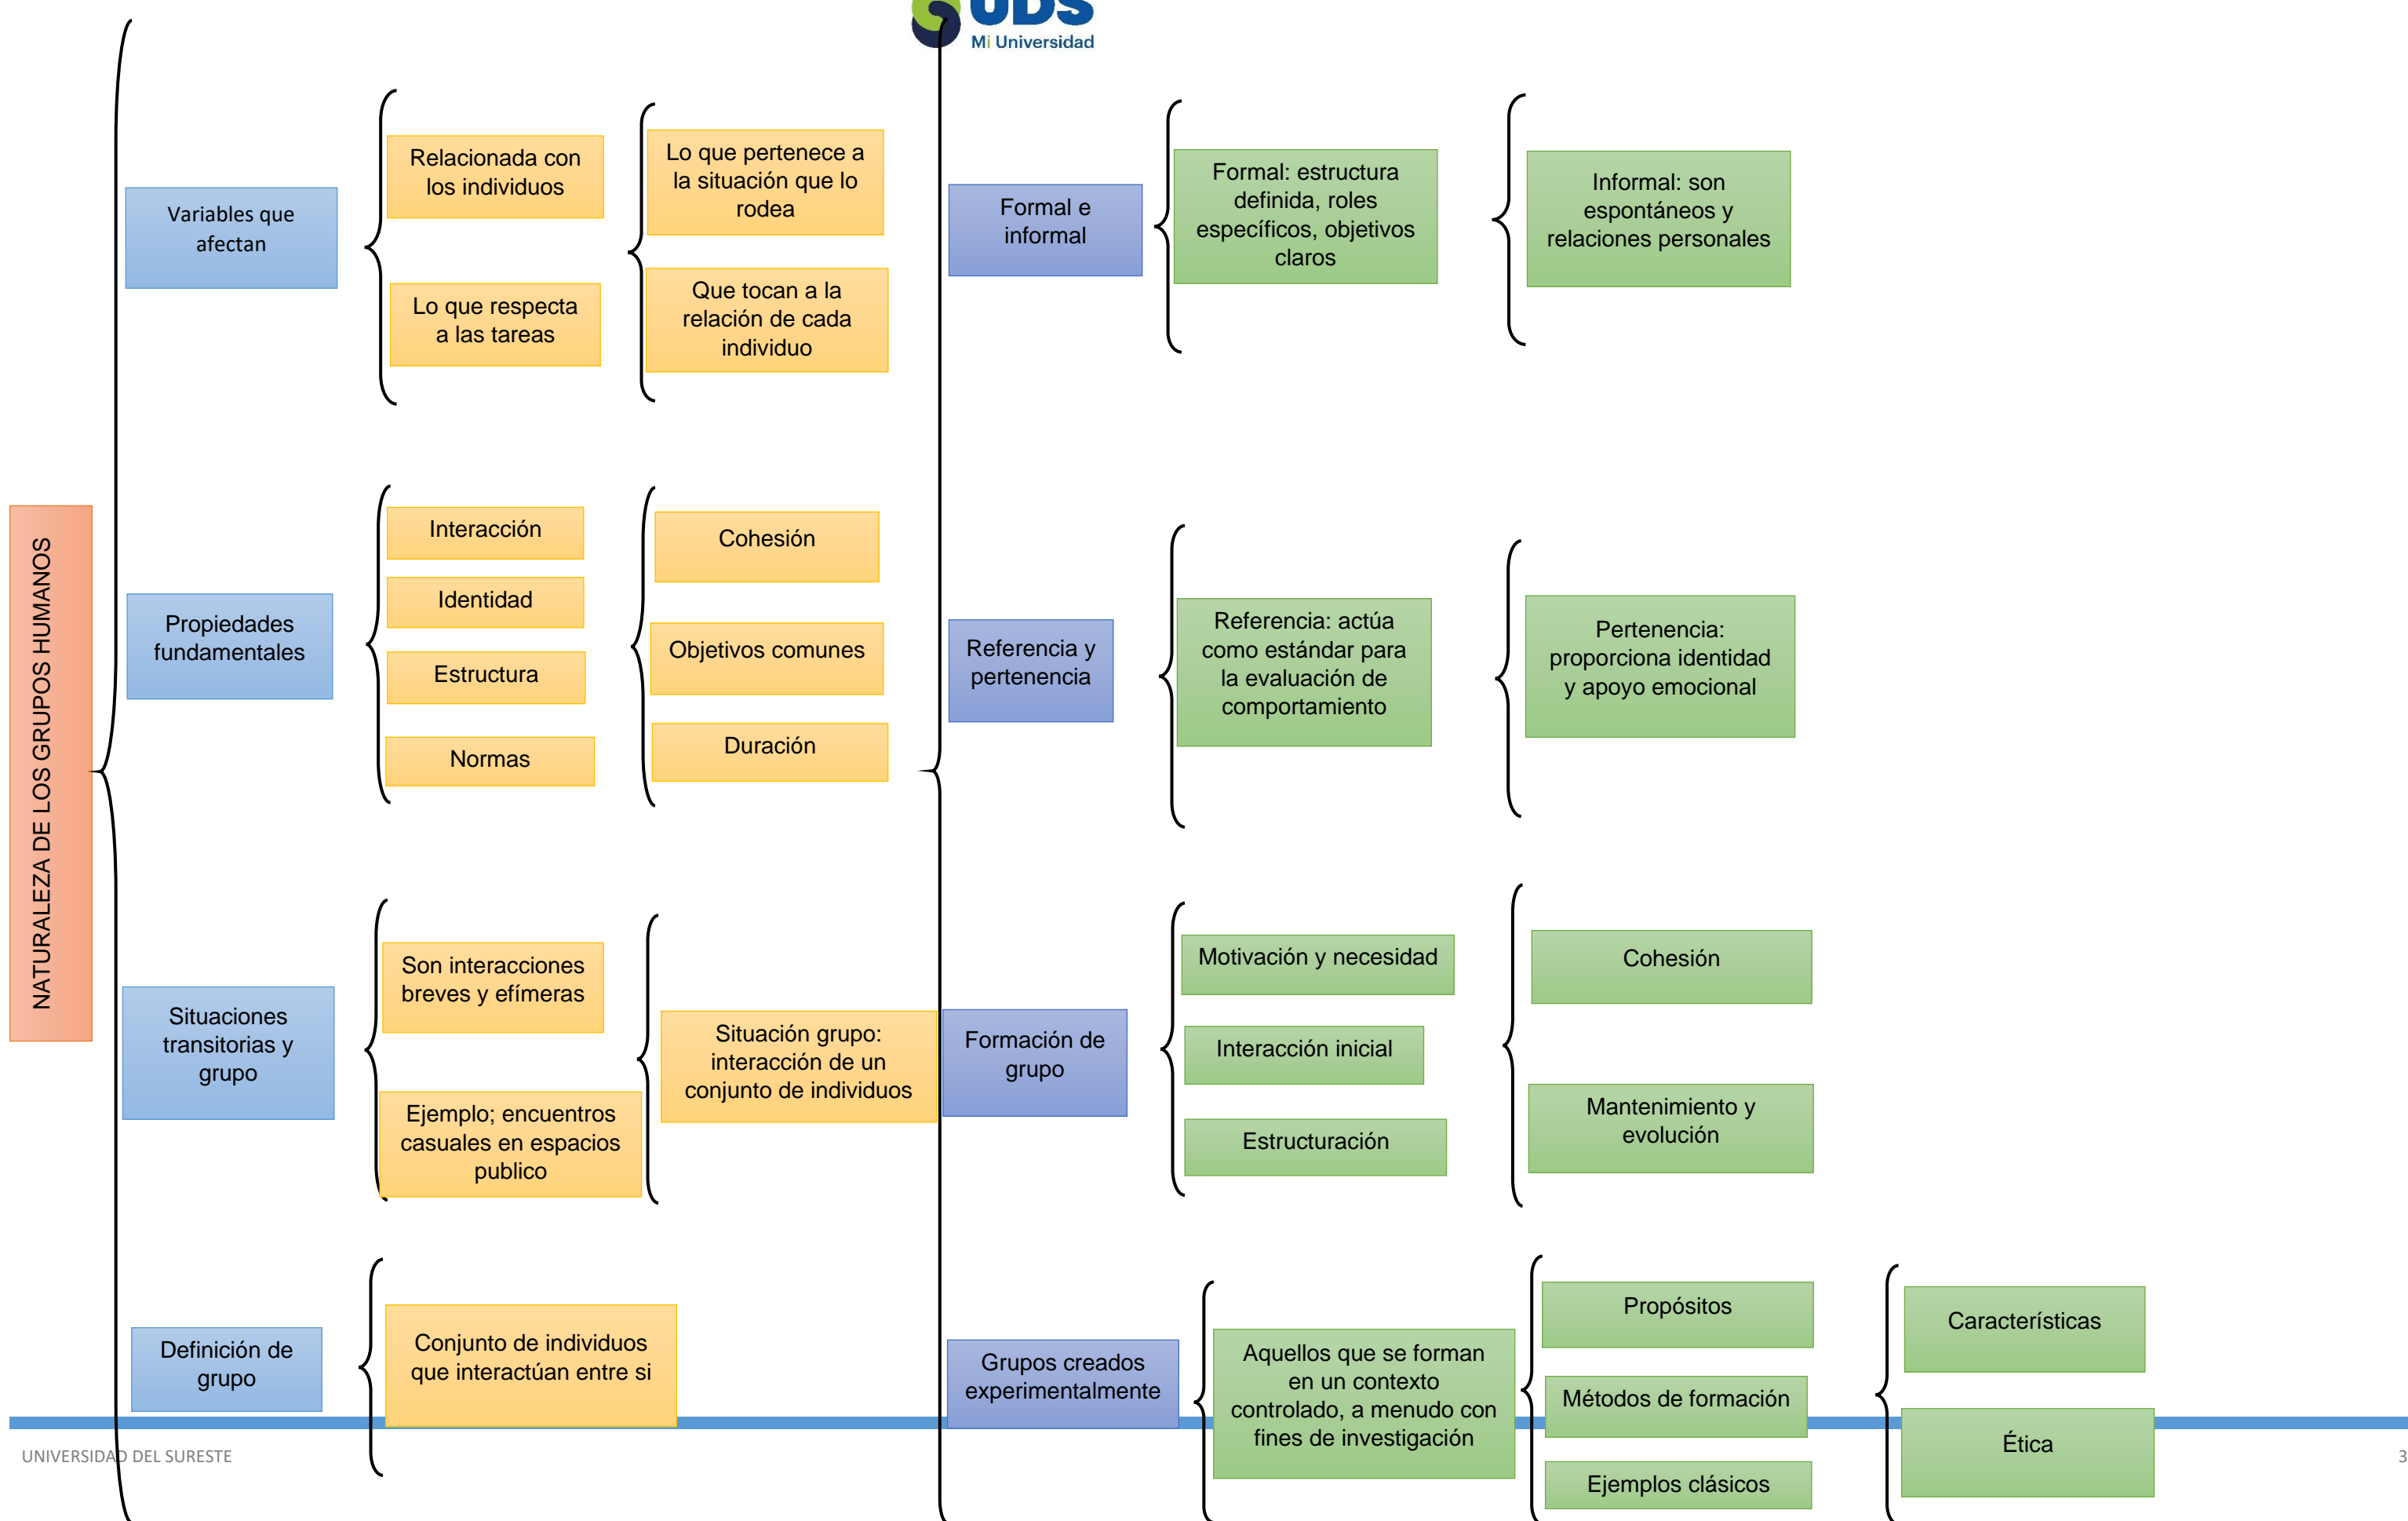 UDS
Mi Universidad
NATURALEZA DE LOS GRUPOS HUMANOS
Variables que
afectan
Relacionada con
los individuos
Lo que respecta
a las tareas
Lo que pertenece a
la situación que lo
rodea
Que tocan a la
relación de cada
individuo
Propiedades
fundamentales
Interacción
Identidad
Estructura
Normas
Cohesión
Objetivos comunes
Duración
Situaciones
transitorias y
grupo
Son interacciones
breves y efímeras
Ejemplo; encuentros
casuales en espacios
publico
Situación grupo:
interacción de un
conjunto de individuos
Definición de
grupo
Conjunto de individuos
que interactúan entre si
Formal e
informal
Formal: estructura
definida, roles
específicos, objetivos
claros
Informal: son
espontáneos y
relaciones personales
Referencia y
pertenencia
Referencia: actúa
como estándar para
la evaluación de
comportamiento
Pertenencia:
proporciona identidad
y apoyo emocional
Formación de
grupo
Motivación y necesidad
Interacción inicial
Estructuración
Cohesión
Mantenimiento y
evolución
Grupos creados
experimentalmente
Aquellos que se forman
en un contexto
controlado, a menudo con
fines de investigación
Propósitos
Métodos de formación
Ejemplos clásicos
Características
Ética
UNIVERSIDAD DEL SURESTE
3